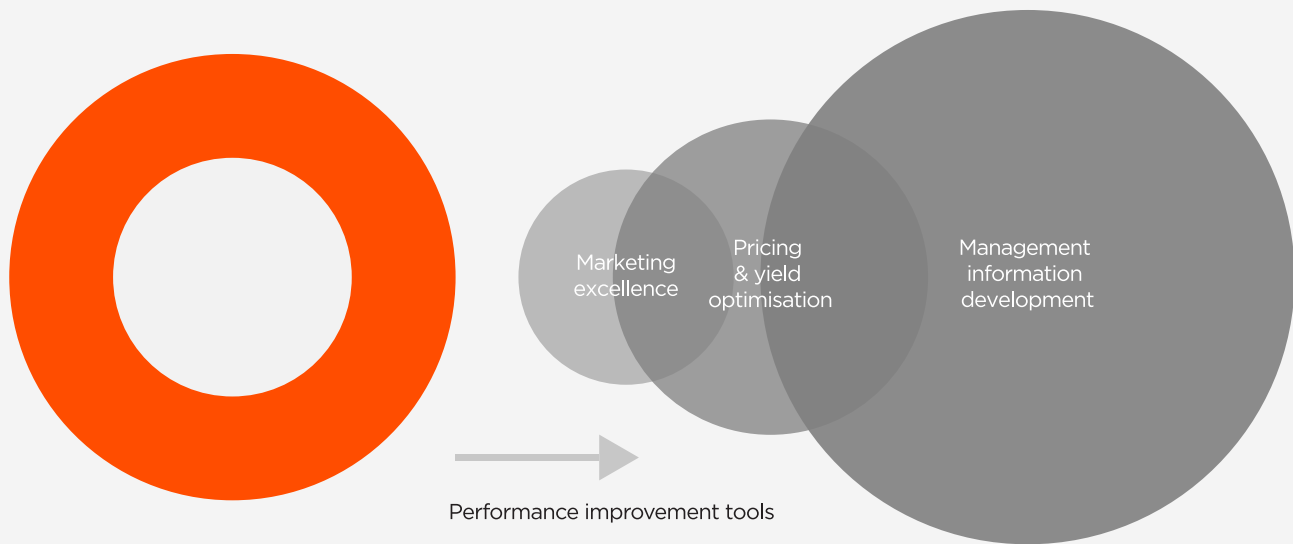 Marketing
excellence
Pricing
& yield
optimisation
Management
information
development
Performance improvement tools